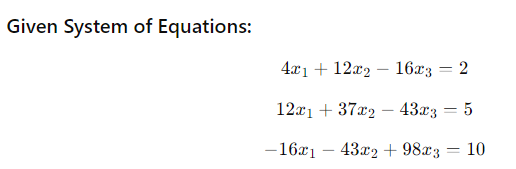 Given System of Equations:
4x₁ + 12x₂ − 16x₃ = 2
12x₁ + 37x₂ − 43x₃ = 5
−16x₁ − 43x₂ + 98x₃ = 10